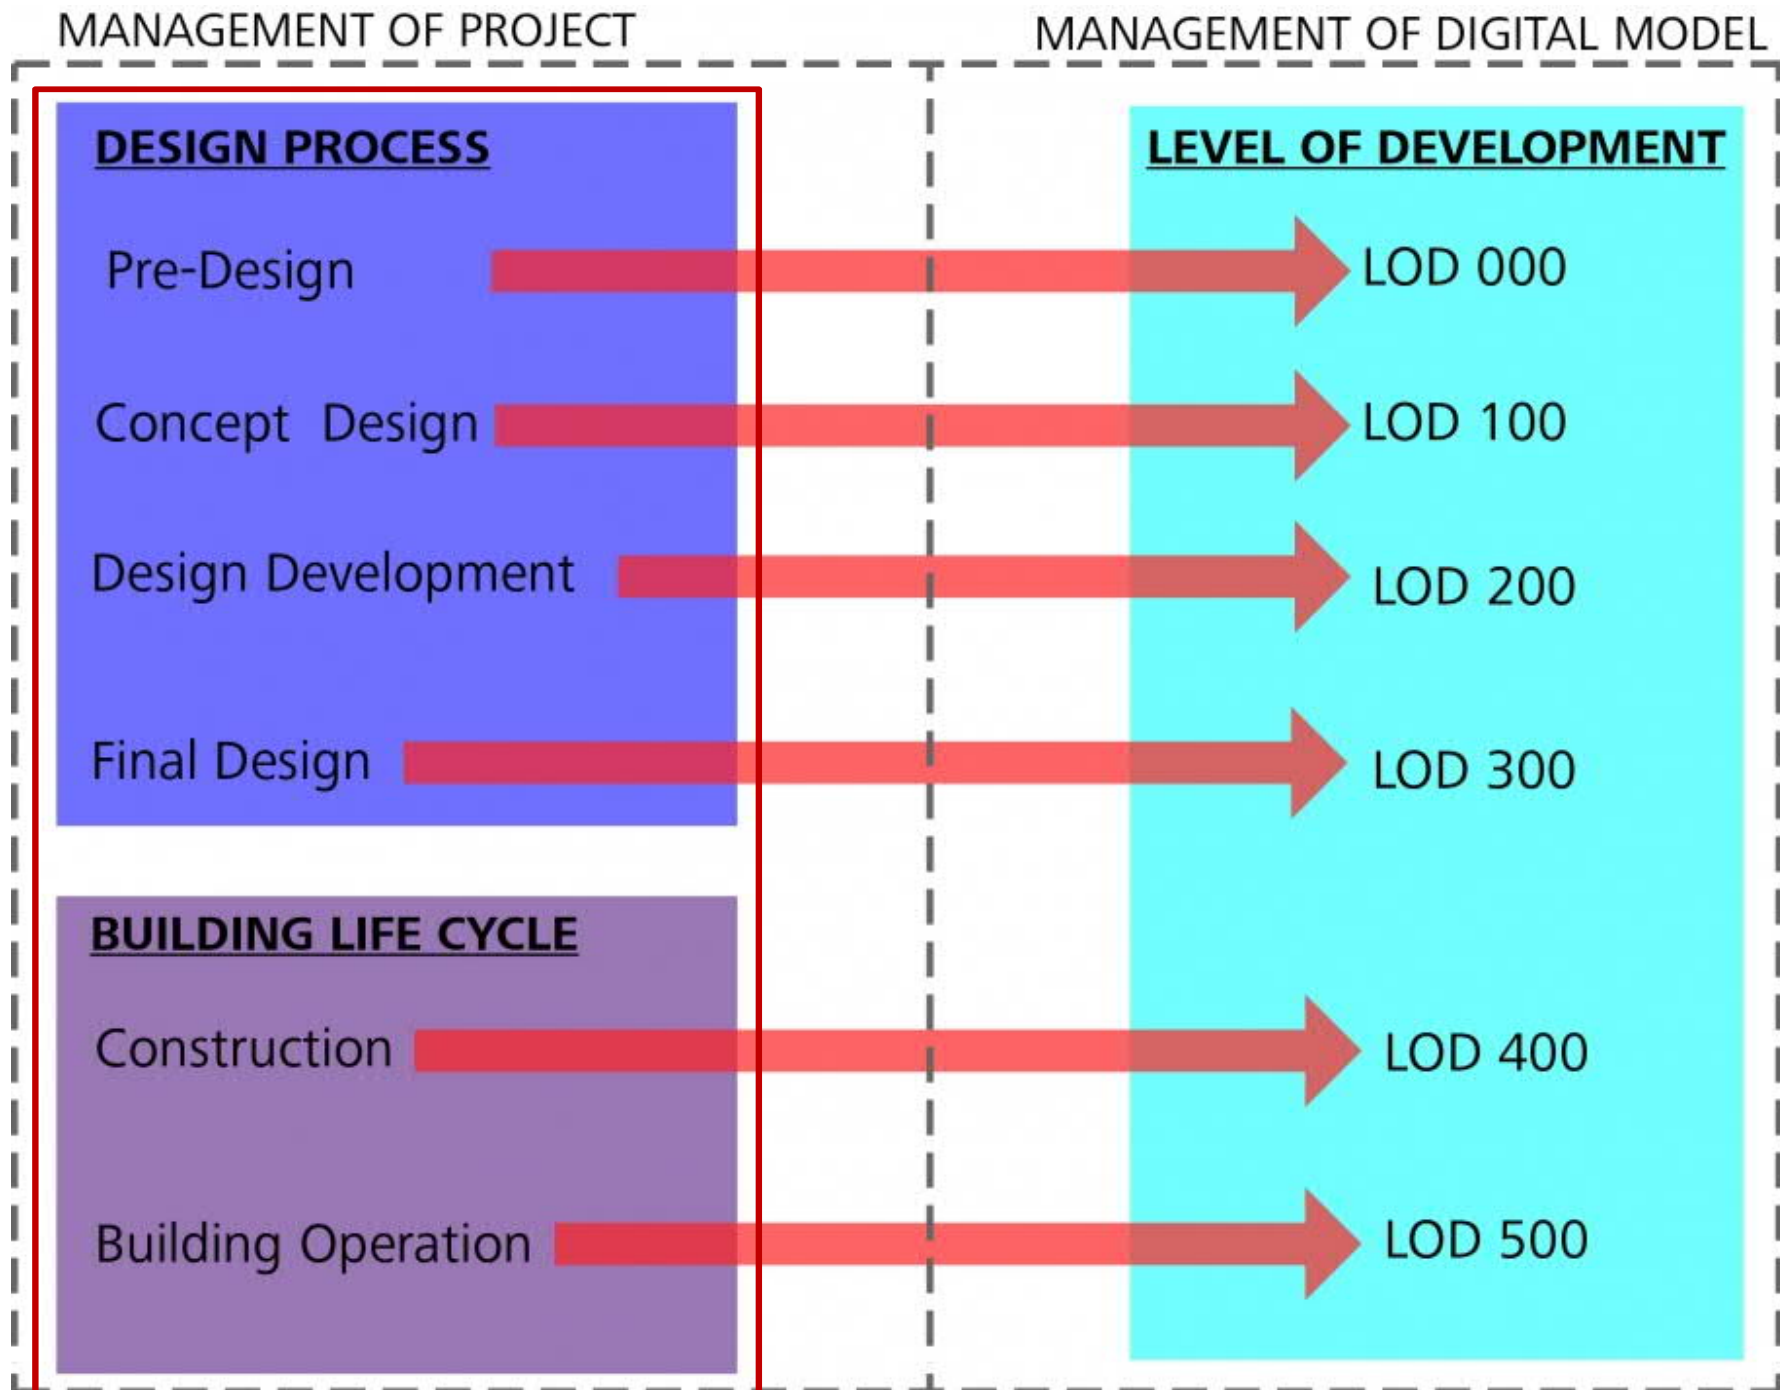 MANAGEMENT OF PROJECT
MANAGEMENT OF DIGITAL MODEL
DESIGN PROCESS
LEVEL OF DEVELOPMENT
Pre-Design
LOD 000
Concept Design
LOD 100
Design Development
LOD 200
Final Design
LOD 300
BUILDING LIFE CYCLE
Construction
LOD 400
Building Operation
LOD 500